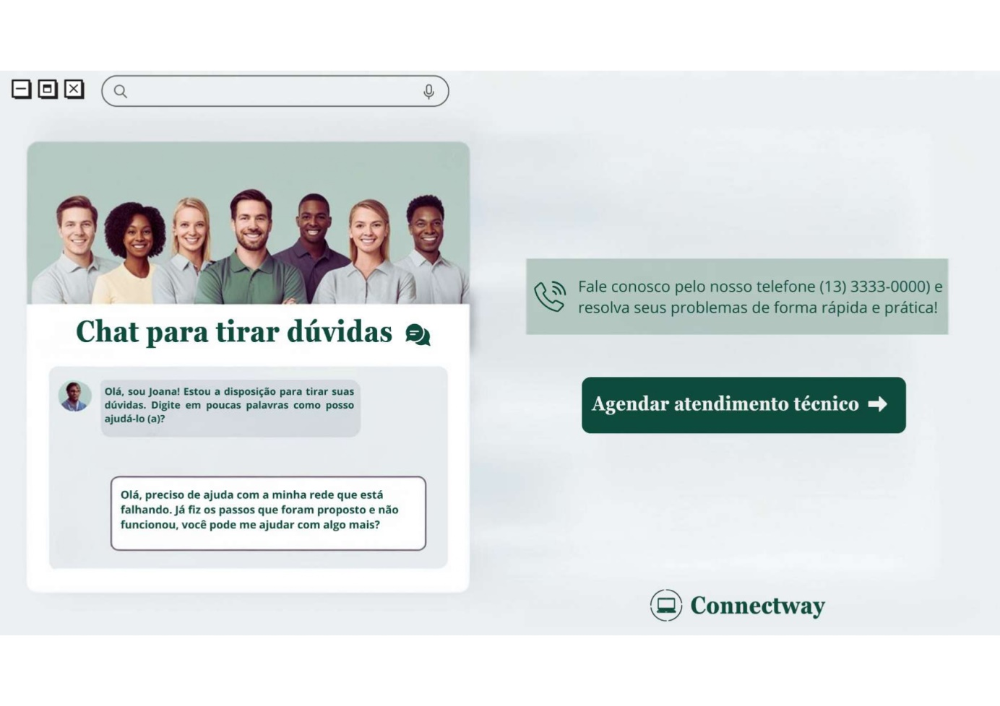 Chat para tirar dúvidas
Olá, sou Joana! Estou a disposição para tirar suas
dúvidas. Digite em poucas palavras como posso
ajudá-lo (a)?
Olá, preciso de ajuda com a minha rede que está
falhando. Já fiz os passos que foram proposto e não
funcionou, você pode me ajudar com algo mais?
Fale conosco pelo nosso telefone (13) 3333-0000) e
resolva seus problemas de forma rápida e prática!
Agendar atendimento técnico
Connectway